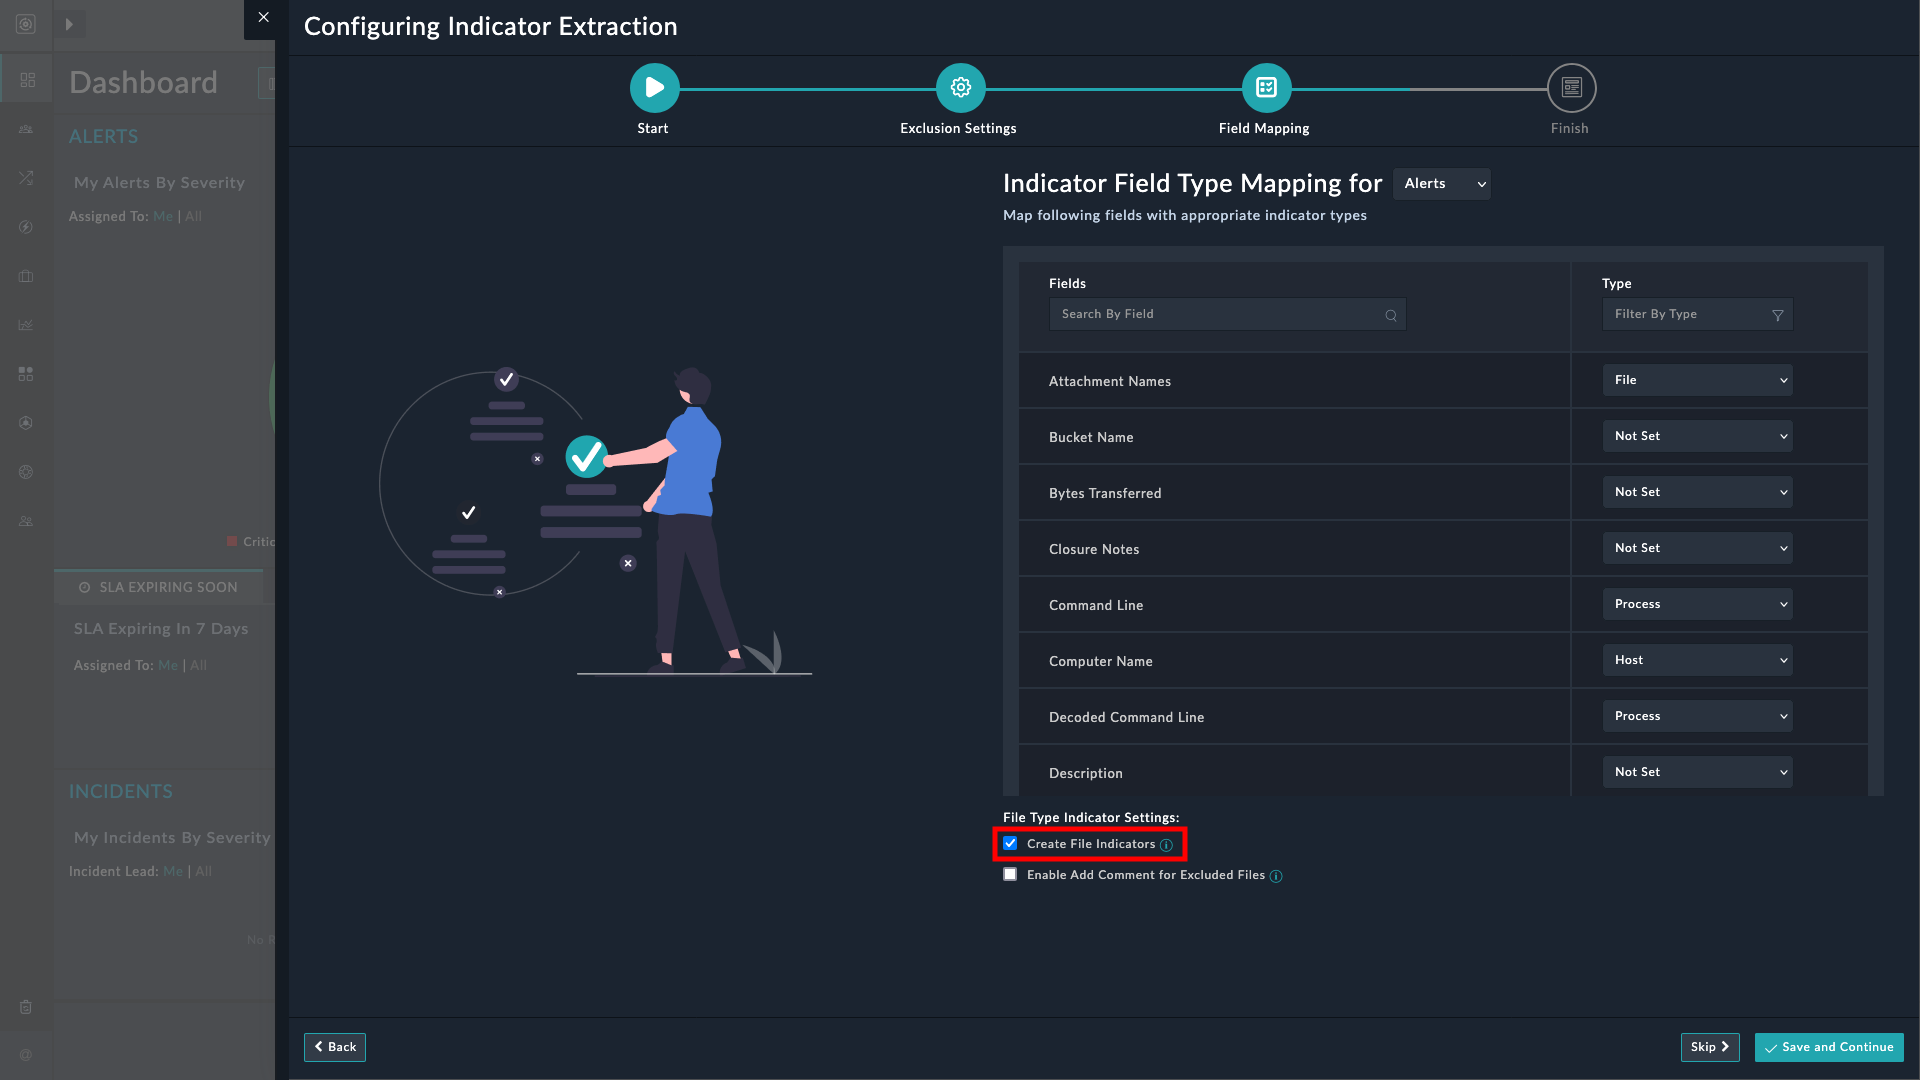 Configuring Indicator Extraction
Start
Exclusion Settings
Field Mapping
Finish
Dashboard
ALERTS
My Alerts By Severity
Assigned To: Me | All
SLA EXPIRING SOON
SLA Expiring In 7 Days
Assigned To: Me | All
INCIDENTS
My Incidents By Severity
Incident Lead: Me | All
Indicator Field Type Mapping for Alerts
Map following fields with appropriate indicator types
Fields Type
Search By Field Filter By Type
Attachment Names File
Bucket Name Not Set
Bytes Transferred Not Set
Closure Notes Not Set
Command Line Process
Computer Name Host
Decoded Command Line Process
Description Not Set
File Type Indicator Settings:
Create File Indicators
Enable Add Comment for Excluded Files
Back
Skip
Save and Continue